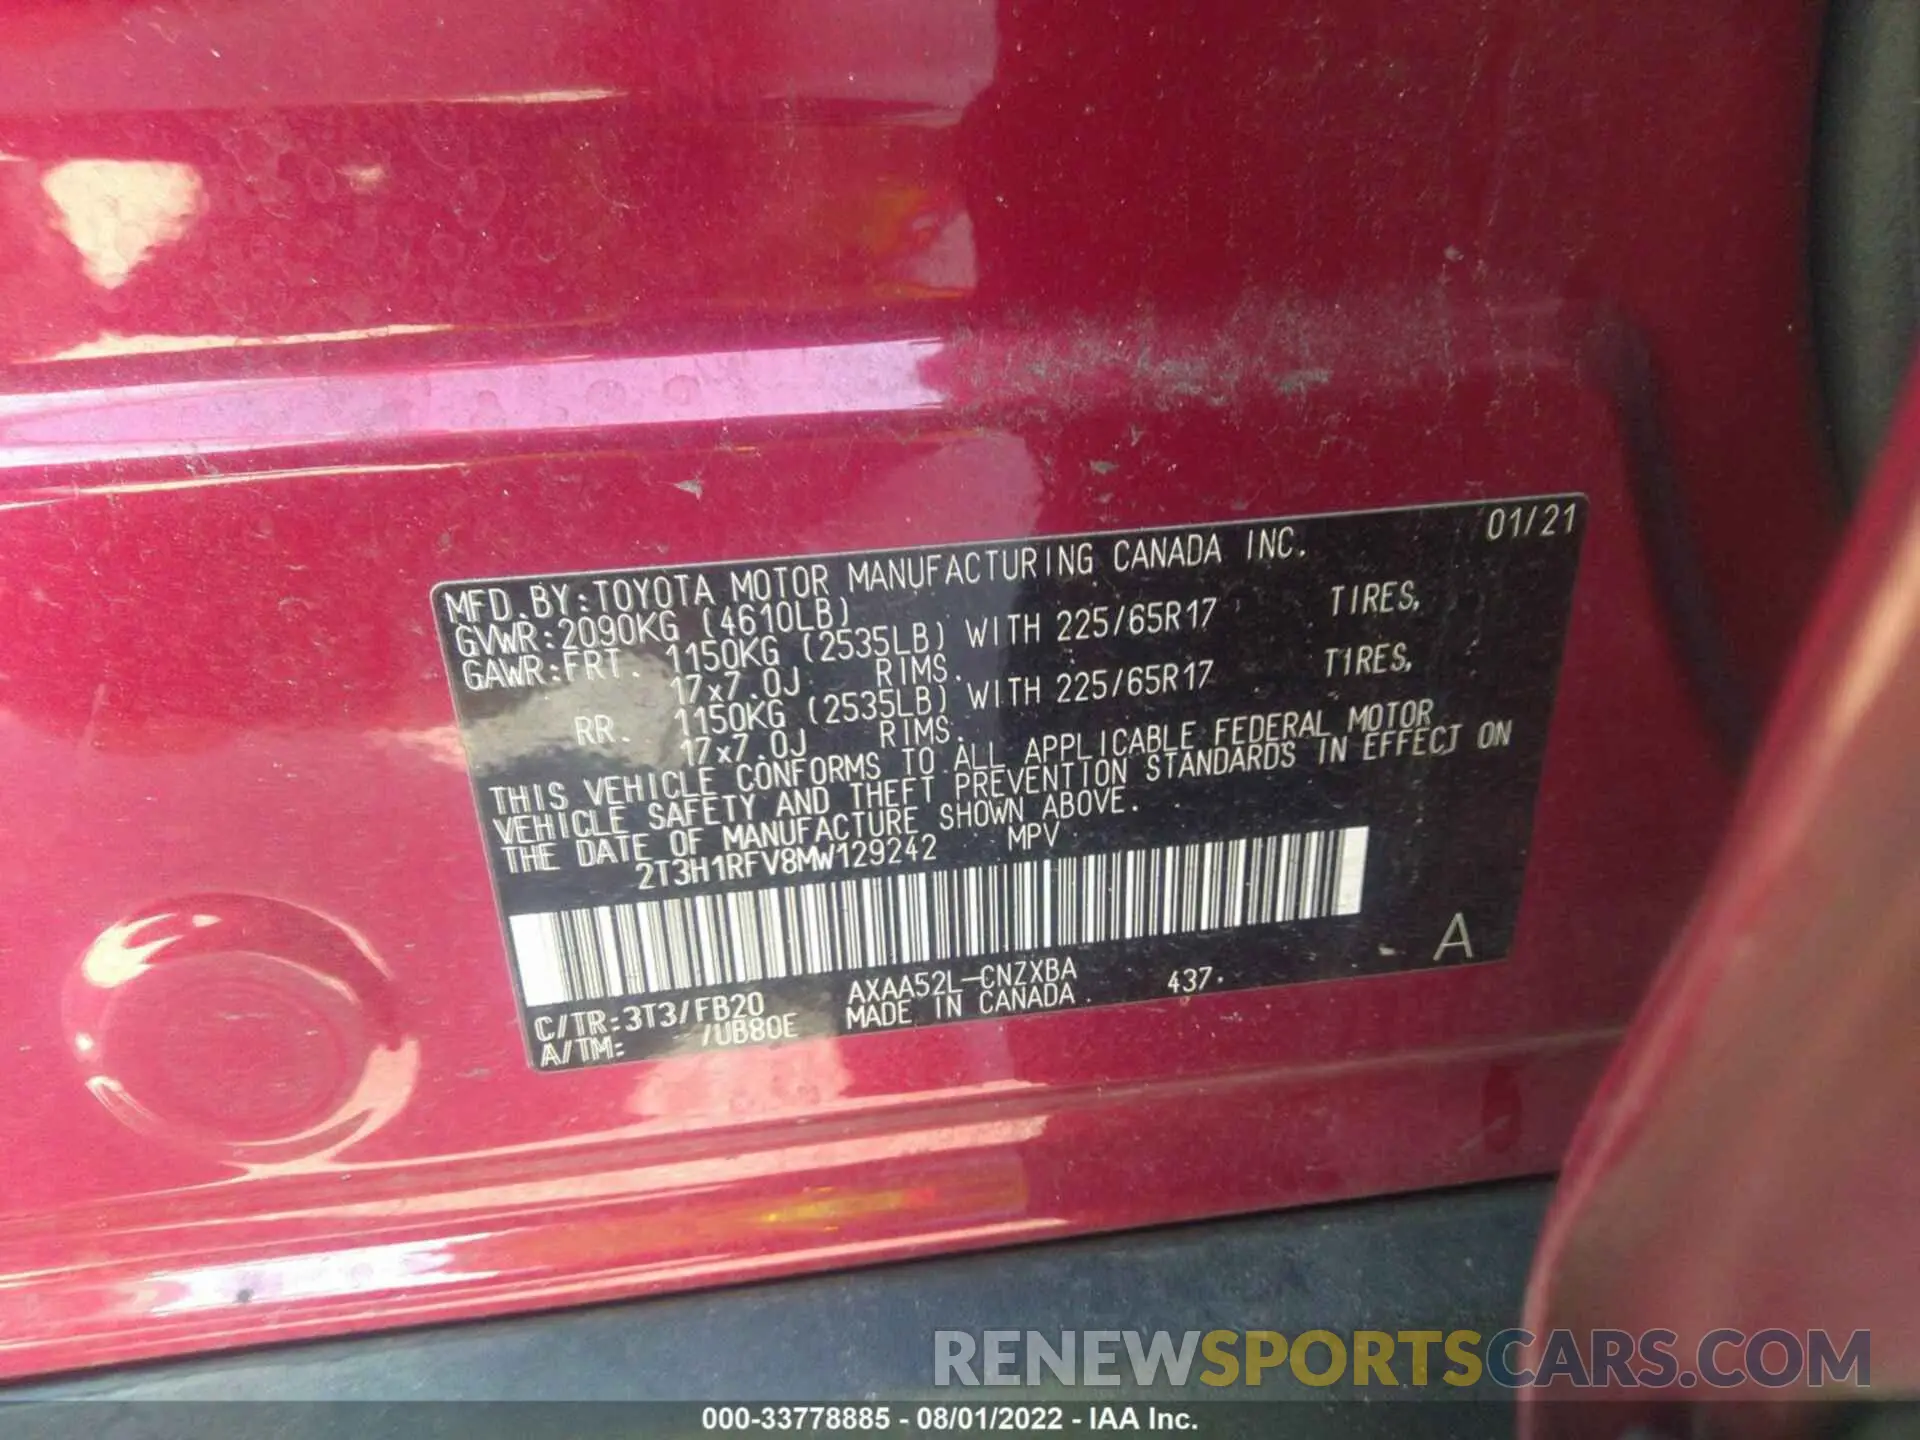 01/21
MFD.BY:TOYOTA MOTOR MANUFACTURING CANADA INC.
GVWR:2090KG (4610LB)
GAWR:FRT. 1150KG (2535LB) WITH 225/65R17 TIRES,
17x7.0J RIMS.
RR. 1150KG (2535LB) WITH 225/65R17 TIRES,
17x7.0J RIMS.
THIS VEHICLE CONFORMS TO ALL APPLICABLE FEDERAL MOTOR
VEHICLE SAFETY AND THEFT PREVENTION STANDARDS IN EFFECT ON
THE DATE OF MANUFACTURE SHOWN ABOVE.
2T3H1RFV8MW129242 MPV
A
C/TR:3T3/FB20 AXAA52L-CNZXBA 437.
A/TM: /UB80E MADE IN CANADA
RENEWSPORTSCARS.COM
000-33778885 - 08/01/2022 - IAA Inc.